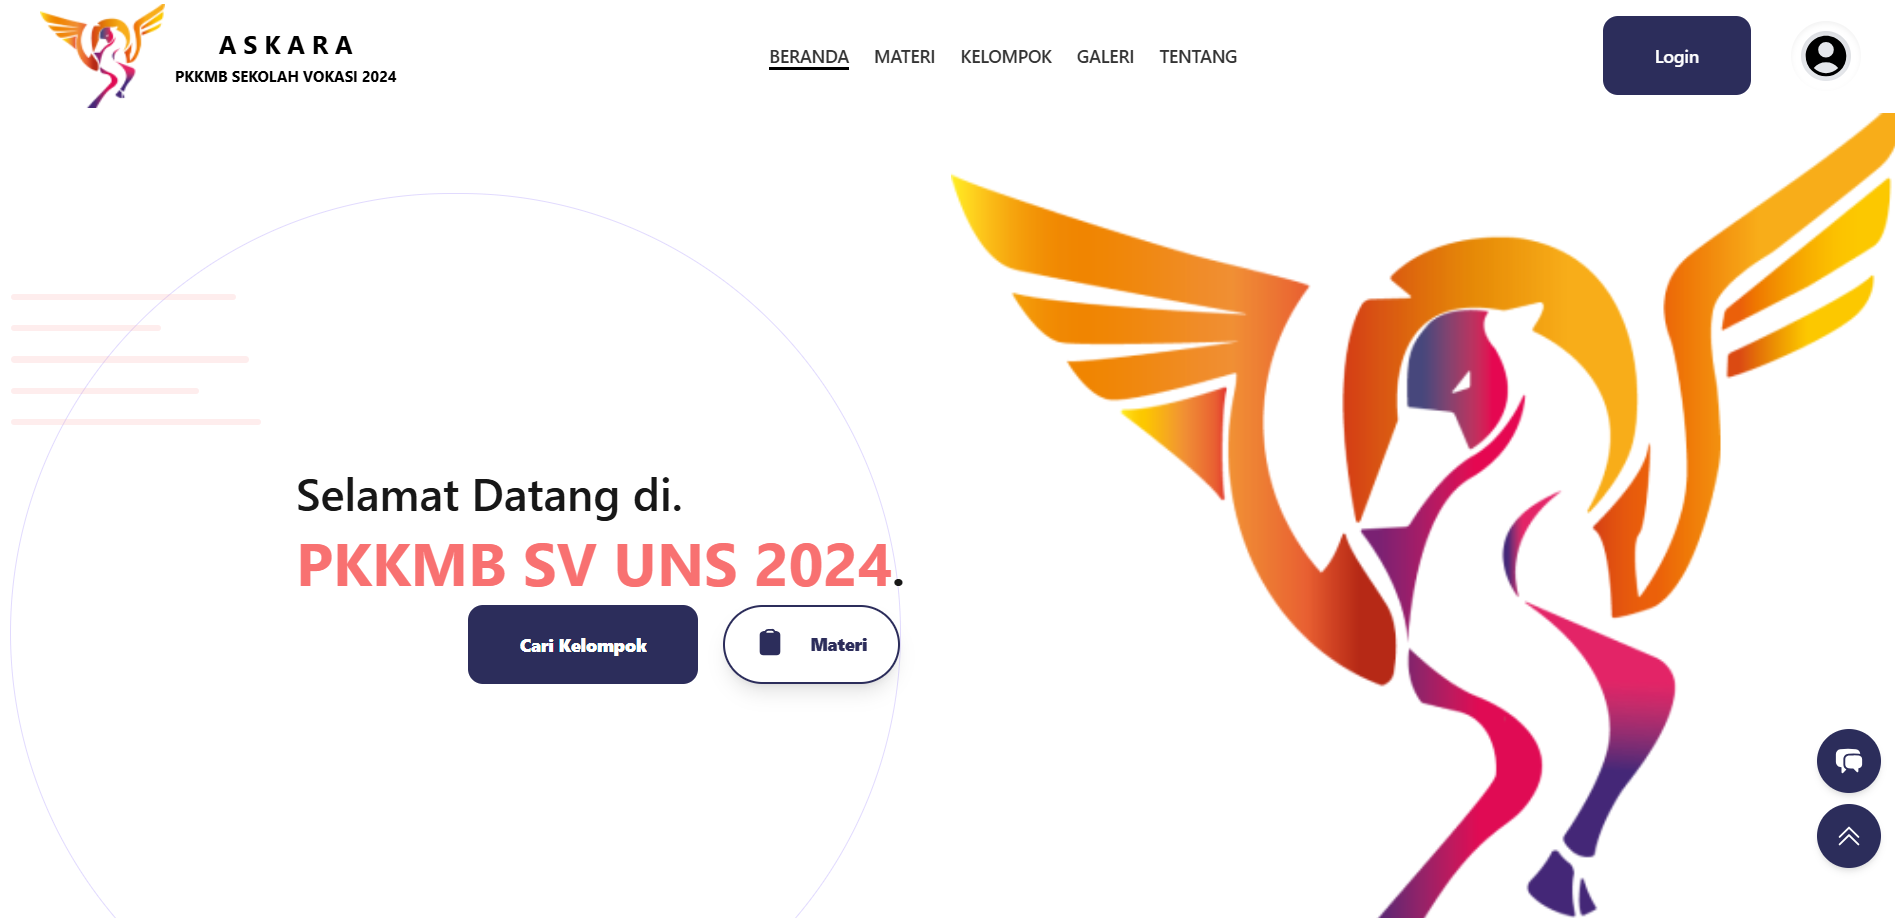 A S K A R A
PKKMB SEKOLAH VOKASI 2024
BERANDA MATERI KELOMPOK GALERI TENTANG
Login
Selamat Datang di.
PKKMB SV UNS 2024.
Cari Kelompok
Materi